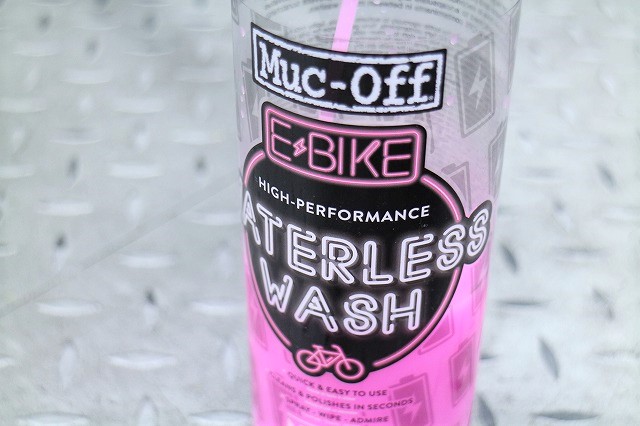 MUC-OFF
E-BIKE
HIGH-PERFORMANCE
ATERLESS
WASH
QUICK & EASY TO USE
CLEANS & POLISHES IN SECONDS
SPRAY - WIPE - ADMIRE